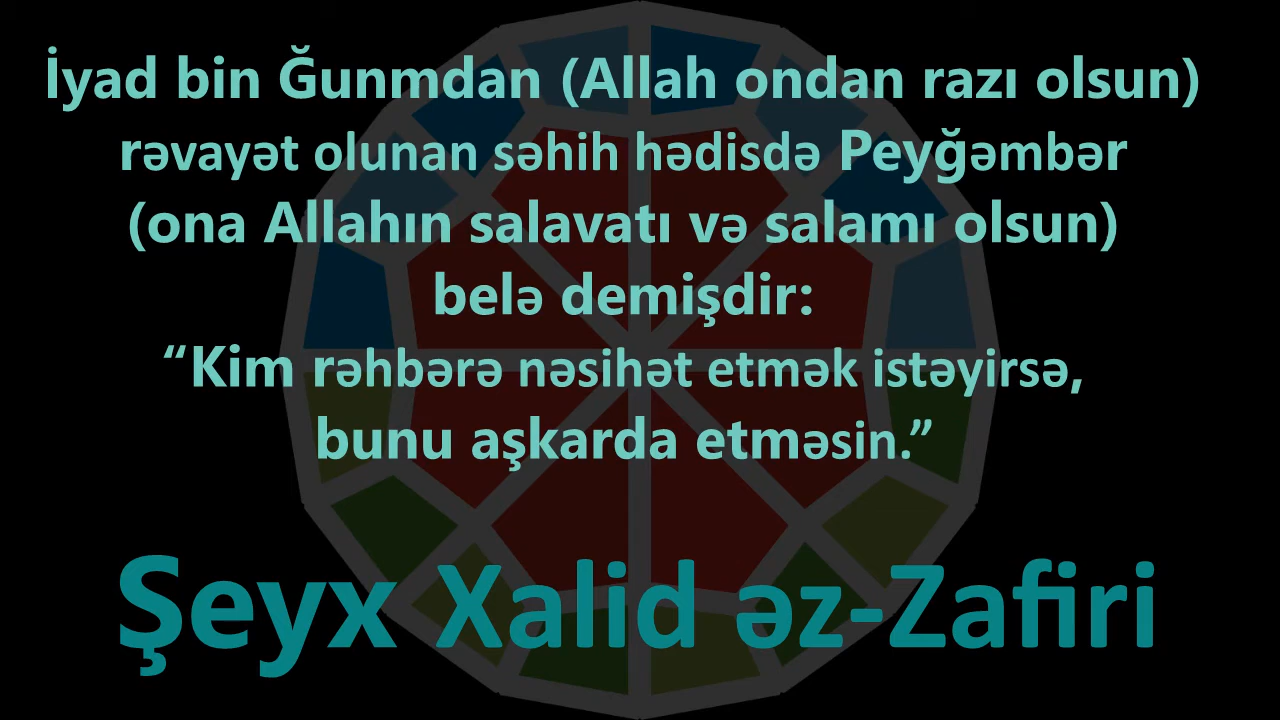 İyad bin Ğunmdan (Allah ondan razı olsun)
rəvayət olunan səhih hədisdə Peyğəmbər
(ona Allahın salavatı və salamı olsun)
belə demişdir:
“Kim rəhbərə nəsihət etmək istəyirsə,
bunu aşkarda etməsin.”
Şeyx Xalid əz-Zafiri